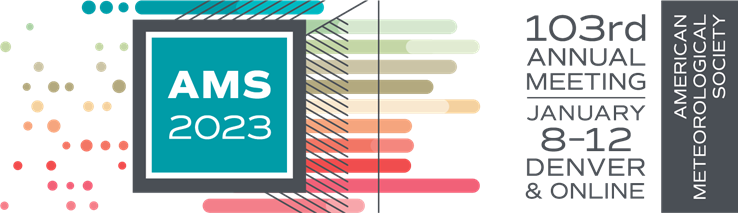 AMS
2023
103rd
ANNUAL
MEETING
JANUARY
8–12
DENVER
& ONLINE
AMERICAN
METEOROLOGICAL
SOCIETY